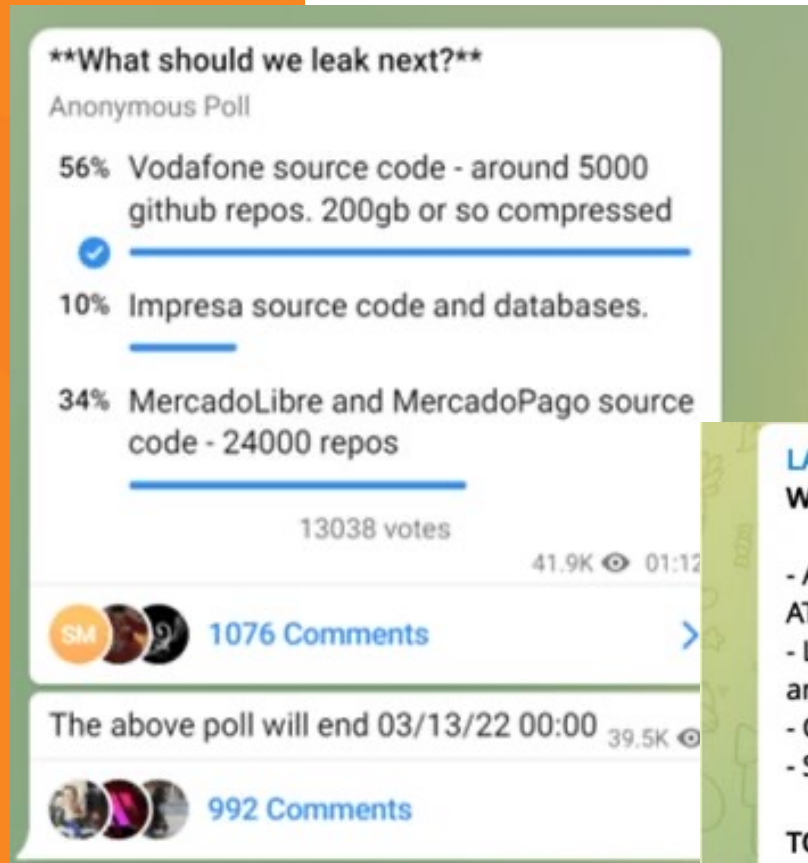 **What should we leak next?**
Anonymous Poll
56% Vodafone source code - around 5000
github repos. 200gb or so compressed
10% Impresa source code and databases.
34% MercadoLibre and MercadoPago source
code - 24000 repos
13038 votes
41.9K 01:12
SM 1076 Comments
The above poll will end 03/13/22 00:00 39.5K
992 Comments